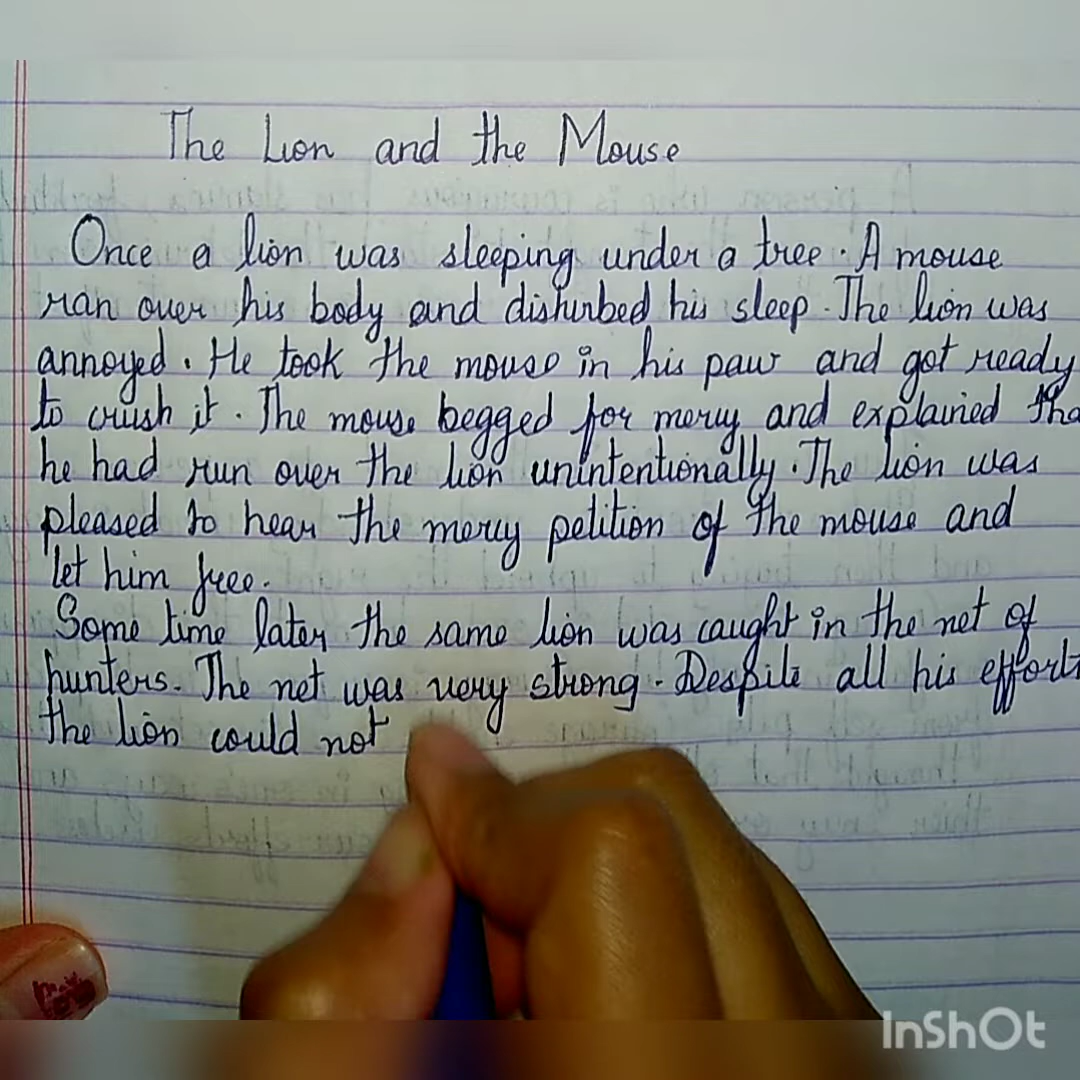 The Lion and the Mouse
Once a lion was sleeping under a tree. A mouse
ran over his body and disturbed his sleep. The lion was
annoyed. He took the mouse in his paw and got ready
to crush it. The mouse begged for mercy and explained tha
he had run over the lion unintentionally. The lion was
pleased to hear the mercy petition of the mouse and
let him free.
Some time later the same lion was caught in the net of
hunters. The net was very strong. Despite all his efforts
the lion could not
InShOt